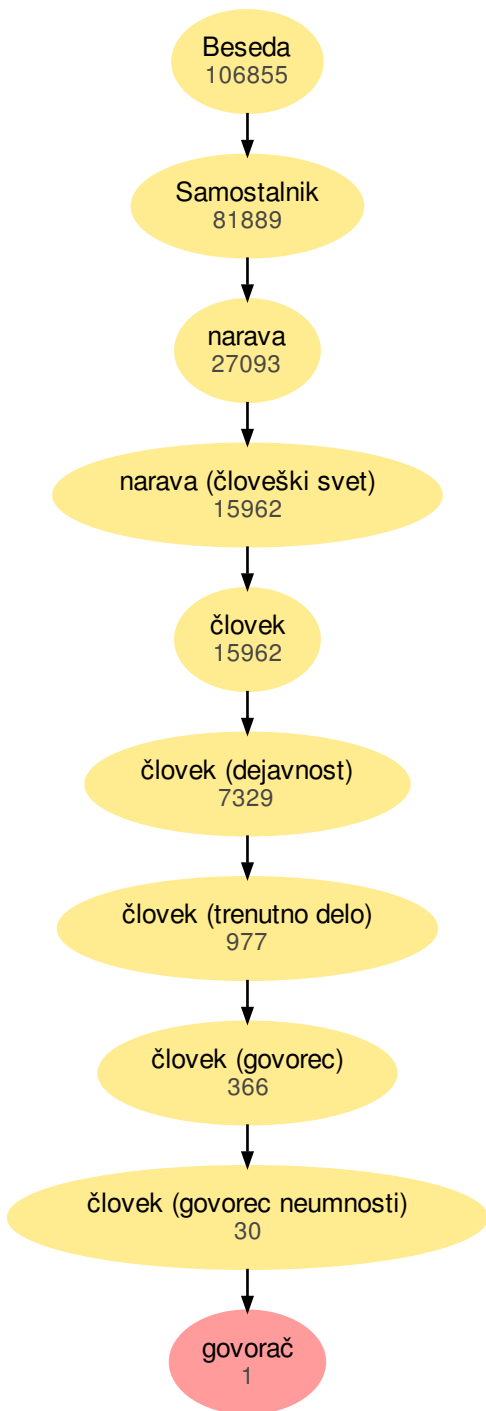 Beseda
106855
Samostalnik
81889
narava
27093
narava (človeški svet)
15962
človek
15962
človek (dejavnost)
7329
človek (trenutno delo)
977
človek (govorec)
366
človek (govorec neumnosti)
30
govorač
1